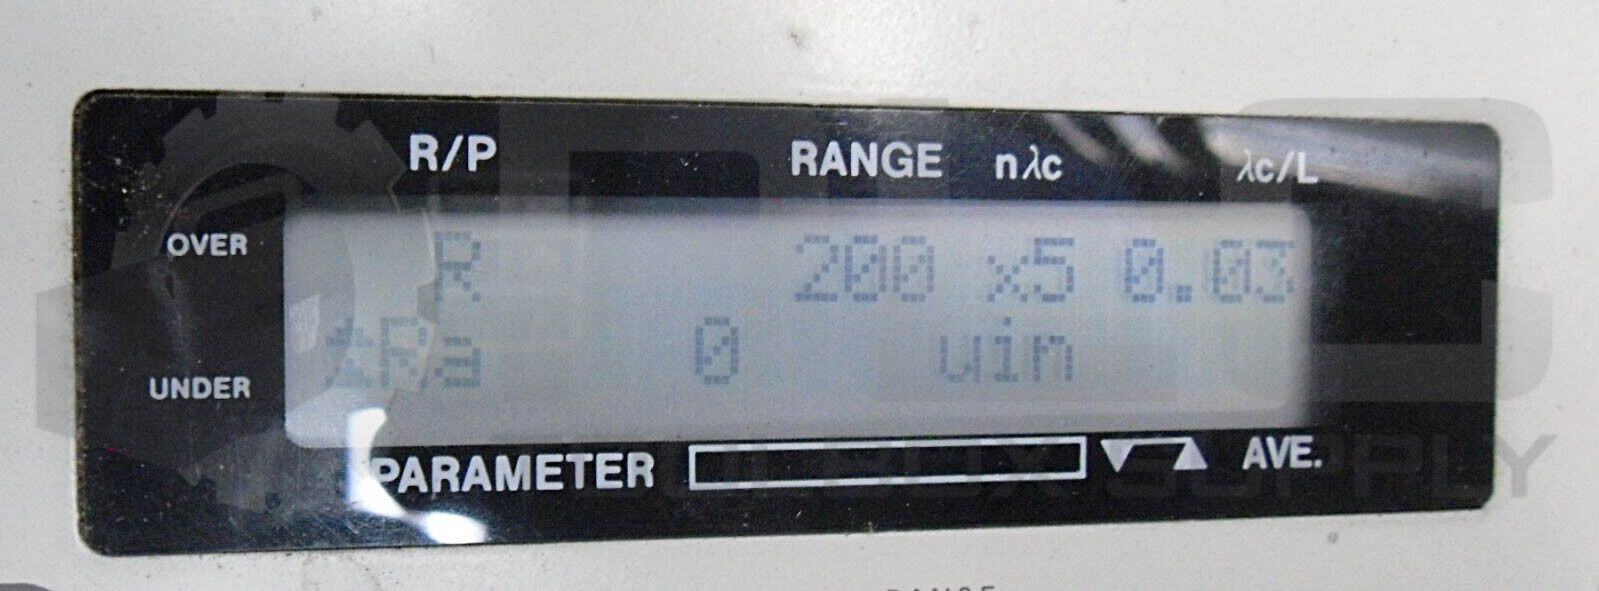 R/P RANGE nλc λc/L
OVER
R 200 x5 0.03
Ra 0 uin
UNDER
PARAMETER AVE.